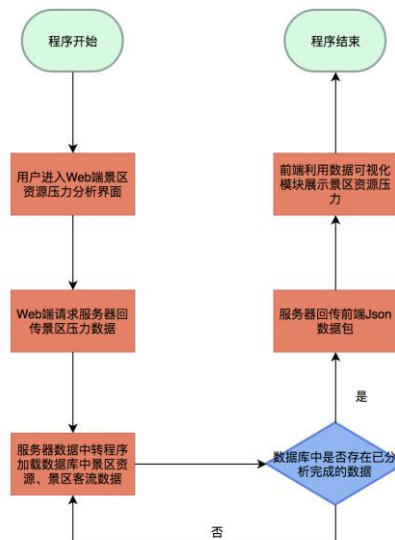 程序开始
用户进入Web端景区
资源压力分析界面
Web端请求服务器回
传景区压力数据
服务器数据中转程序
加载数据库中景区资
源、景区客流数据
数据库中是否存在已分
析完成的数据
否
是
服务器回传前端Json
数据包
前端利用数据可视化
模块展示景区资源压
力
程序结束